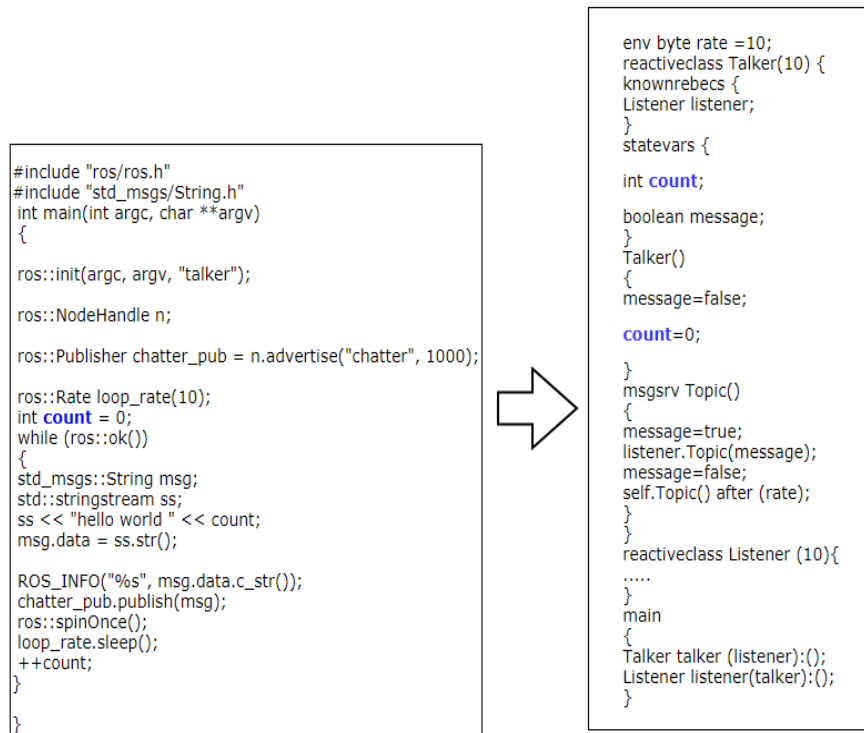 #include "ros/ros.h"
#include "std_msgs/String.h"
int main(int argc, char **argv)
{
ros::init(argc, argv, "talker");
ros::NodeHandle n;
ros::Publisher chatter_pub = n.advertise("chatter", 1000);
ros::Rate loop_rate(10);
int count = 0;
while (ros::ok())
{
std_msgs::String msg;
std::stringstream ss;
ss << "hello world " << count;
msg.data = ss.str();
ROS_INFO("%s", msg.data.c_str());
chatter_pub.publish(msg);
ros::spinOnce();
loop_rate.sleep();
++count;
}
}
env byte rate =10;
reactiveclass Talker(10) {
knownrebecs {
Listener listener;
}
statevars {
int count;
boolean message;
}
Talker()
{
message=false;
count=0;
}
msgsrv Topic()
{
message=true;
listener.Topic(message);
message=false;
self.Topic() after (rate);
}
}
reactiveclass Listener (10){
.....
}
main
{
Talker talker (listener):();
Listener listener(talker):();
}